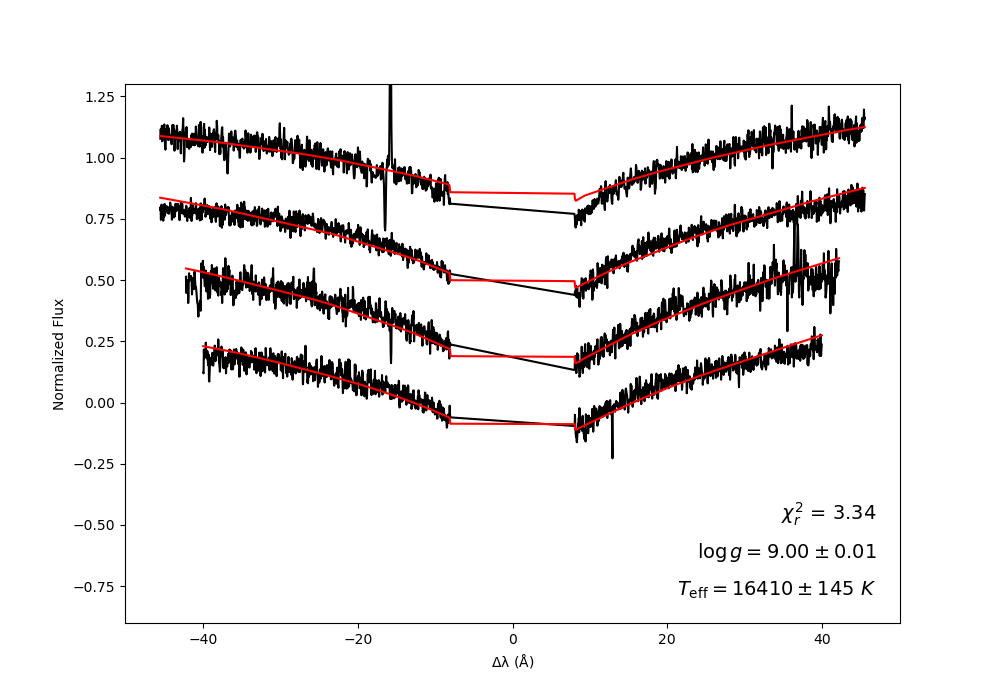 1.25
1.00
0.75
0.50
0.25
0.00
−0.25
−0.50
−0.75
Normalized Flux
χ²ᵣ = 3.34
log g = 9.00 ± 0.01
T_eff = 16410 ± 145 K
−40
−20
0
20
40
Δλ (Å)